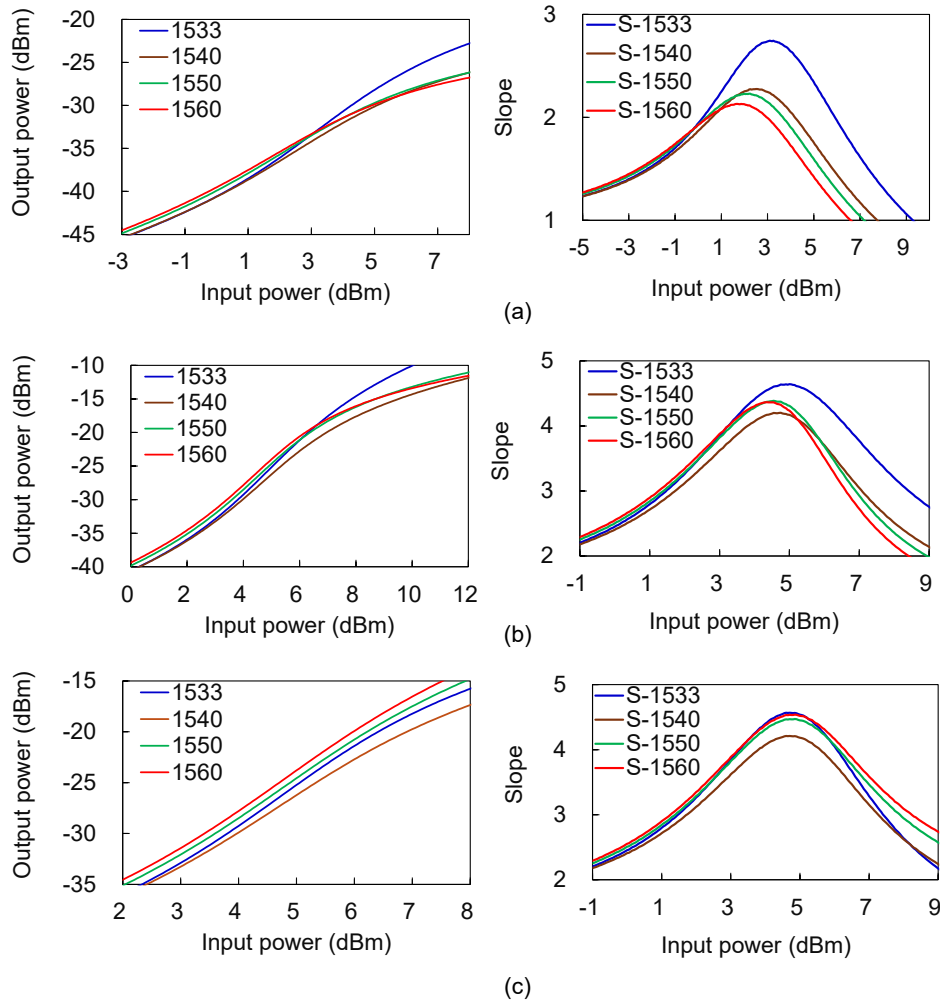 Output power (dBm)
-20
-25
-30
-35
-40
-45
1533
1540
1550
1560
-3 -1 1 3 5 7
Input power (dBm)
Slope
3
2
1
S-1533
S-1540
S-1550
S-1560
-5 -3 -1 1 3 5 7 9
Input power (dBm)
(a)
Output power (dBm)
-10
-15
-20
-25
-30
-35
-40
1533
1540
1550
1560
0 2 4 6 8 10 12
Input power (dBm)
Slope
5
4
3
2
S-1533
S-1540
S-1550
S-1560
-1 1 3 5 7 9
Input power (dBm)
(b)
Output power (dBm)
-15
-20
-25
-30
-35
1533
1540
1550
1560
2 3 4 5 6 7 8
Input power (dBm)
Slope
5
4
3
2
S-1533
S-1540
S-1550
S-1560
-1 1 3 5 7 9
Input power (dBm)
(c)